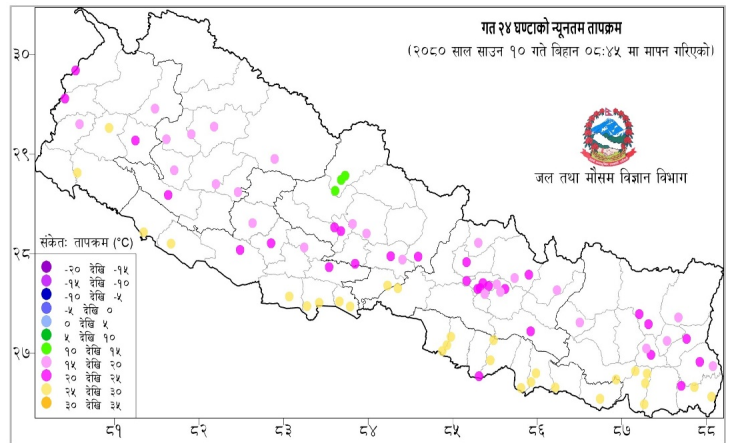 गत २४ घण्टाको न्यूनतम तापक्रम
(२०८० साल साउन १० गते बिहान ०८:४५ मा मापन गरिएको)
जल तथा मौसम विज्ञान विभाग
संकेत: तापक्रम (°C)
-२० देखि -१५
-१५ देखि -१०
-१० देखि -५
-५ देखि ०
० देखि ५
५ देखि १०
१० देखि १५
१५ देखि २०
२० देखि २५
२५ देखि ३०
३० देखि ३५
३०
२९
२८
२७
८१ ८२ ८३ ८४ ८५ ८६ ८७ ८८